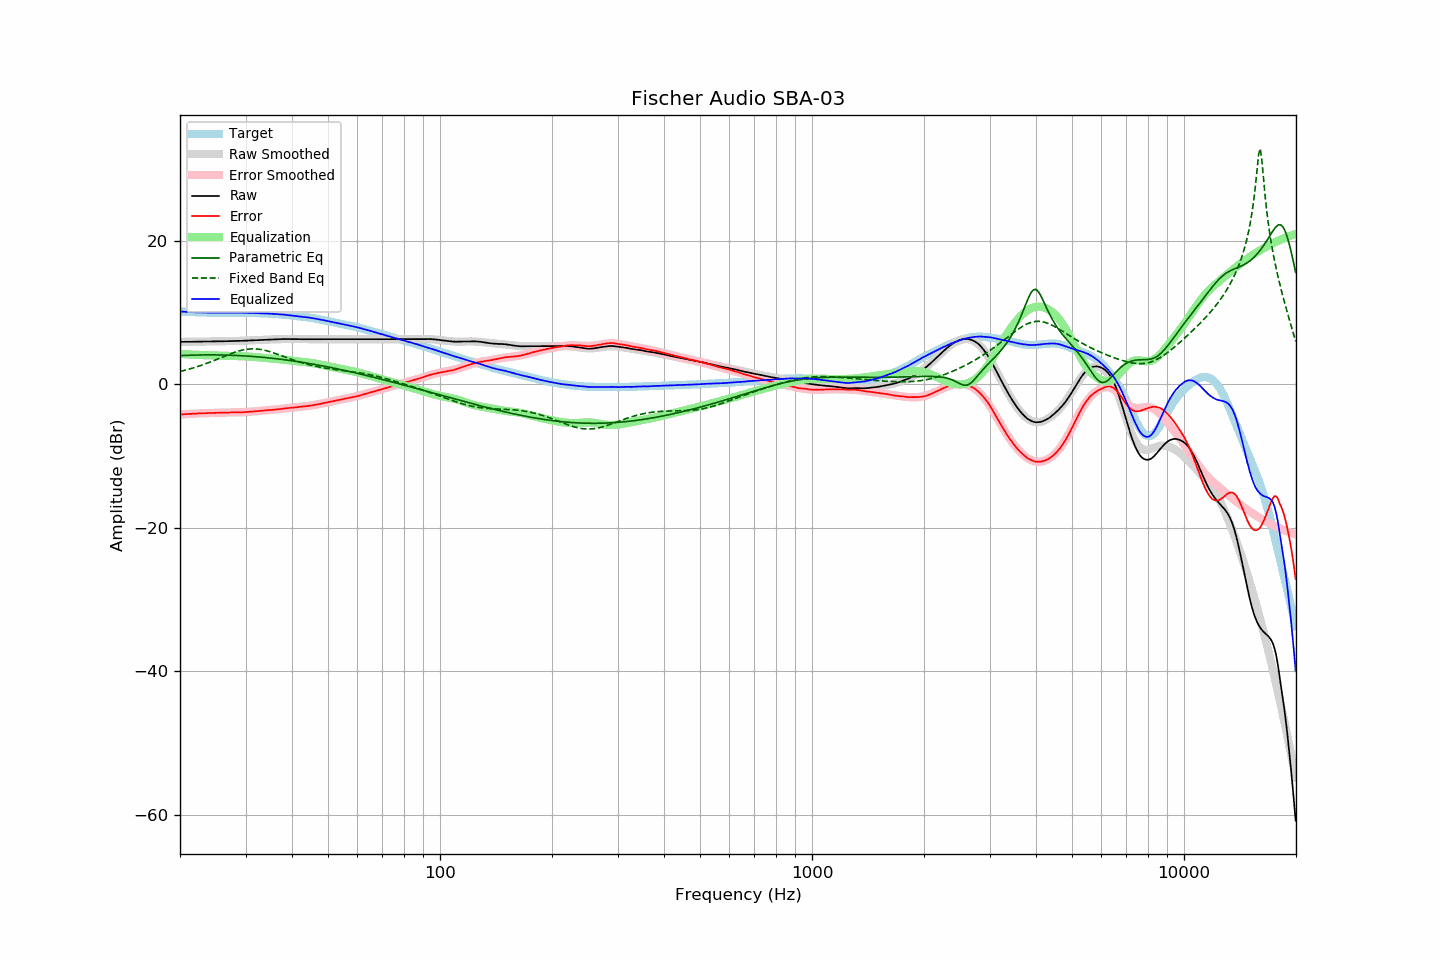 Fischer Audio SBA-03
Target
Raw Smoothed
Error Smoothed
Raw
Error
Equalization
Parametric Eq
Fixed Band Eq
Equalized
20
0
−20
−40
−60
Amplitude (dBr)
100
1000
10000
Frequency (Hz)